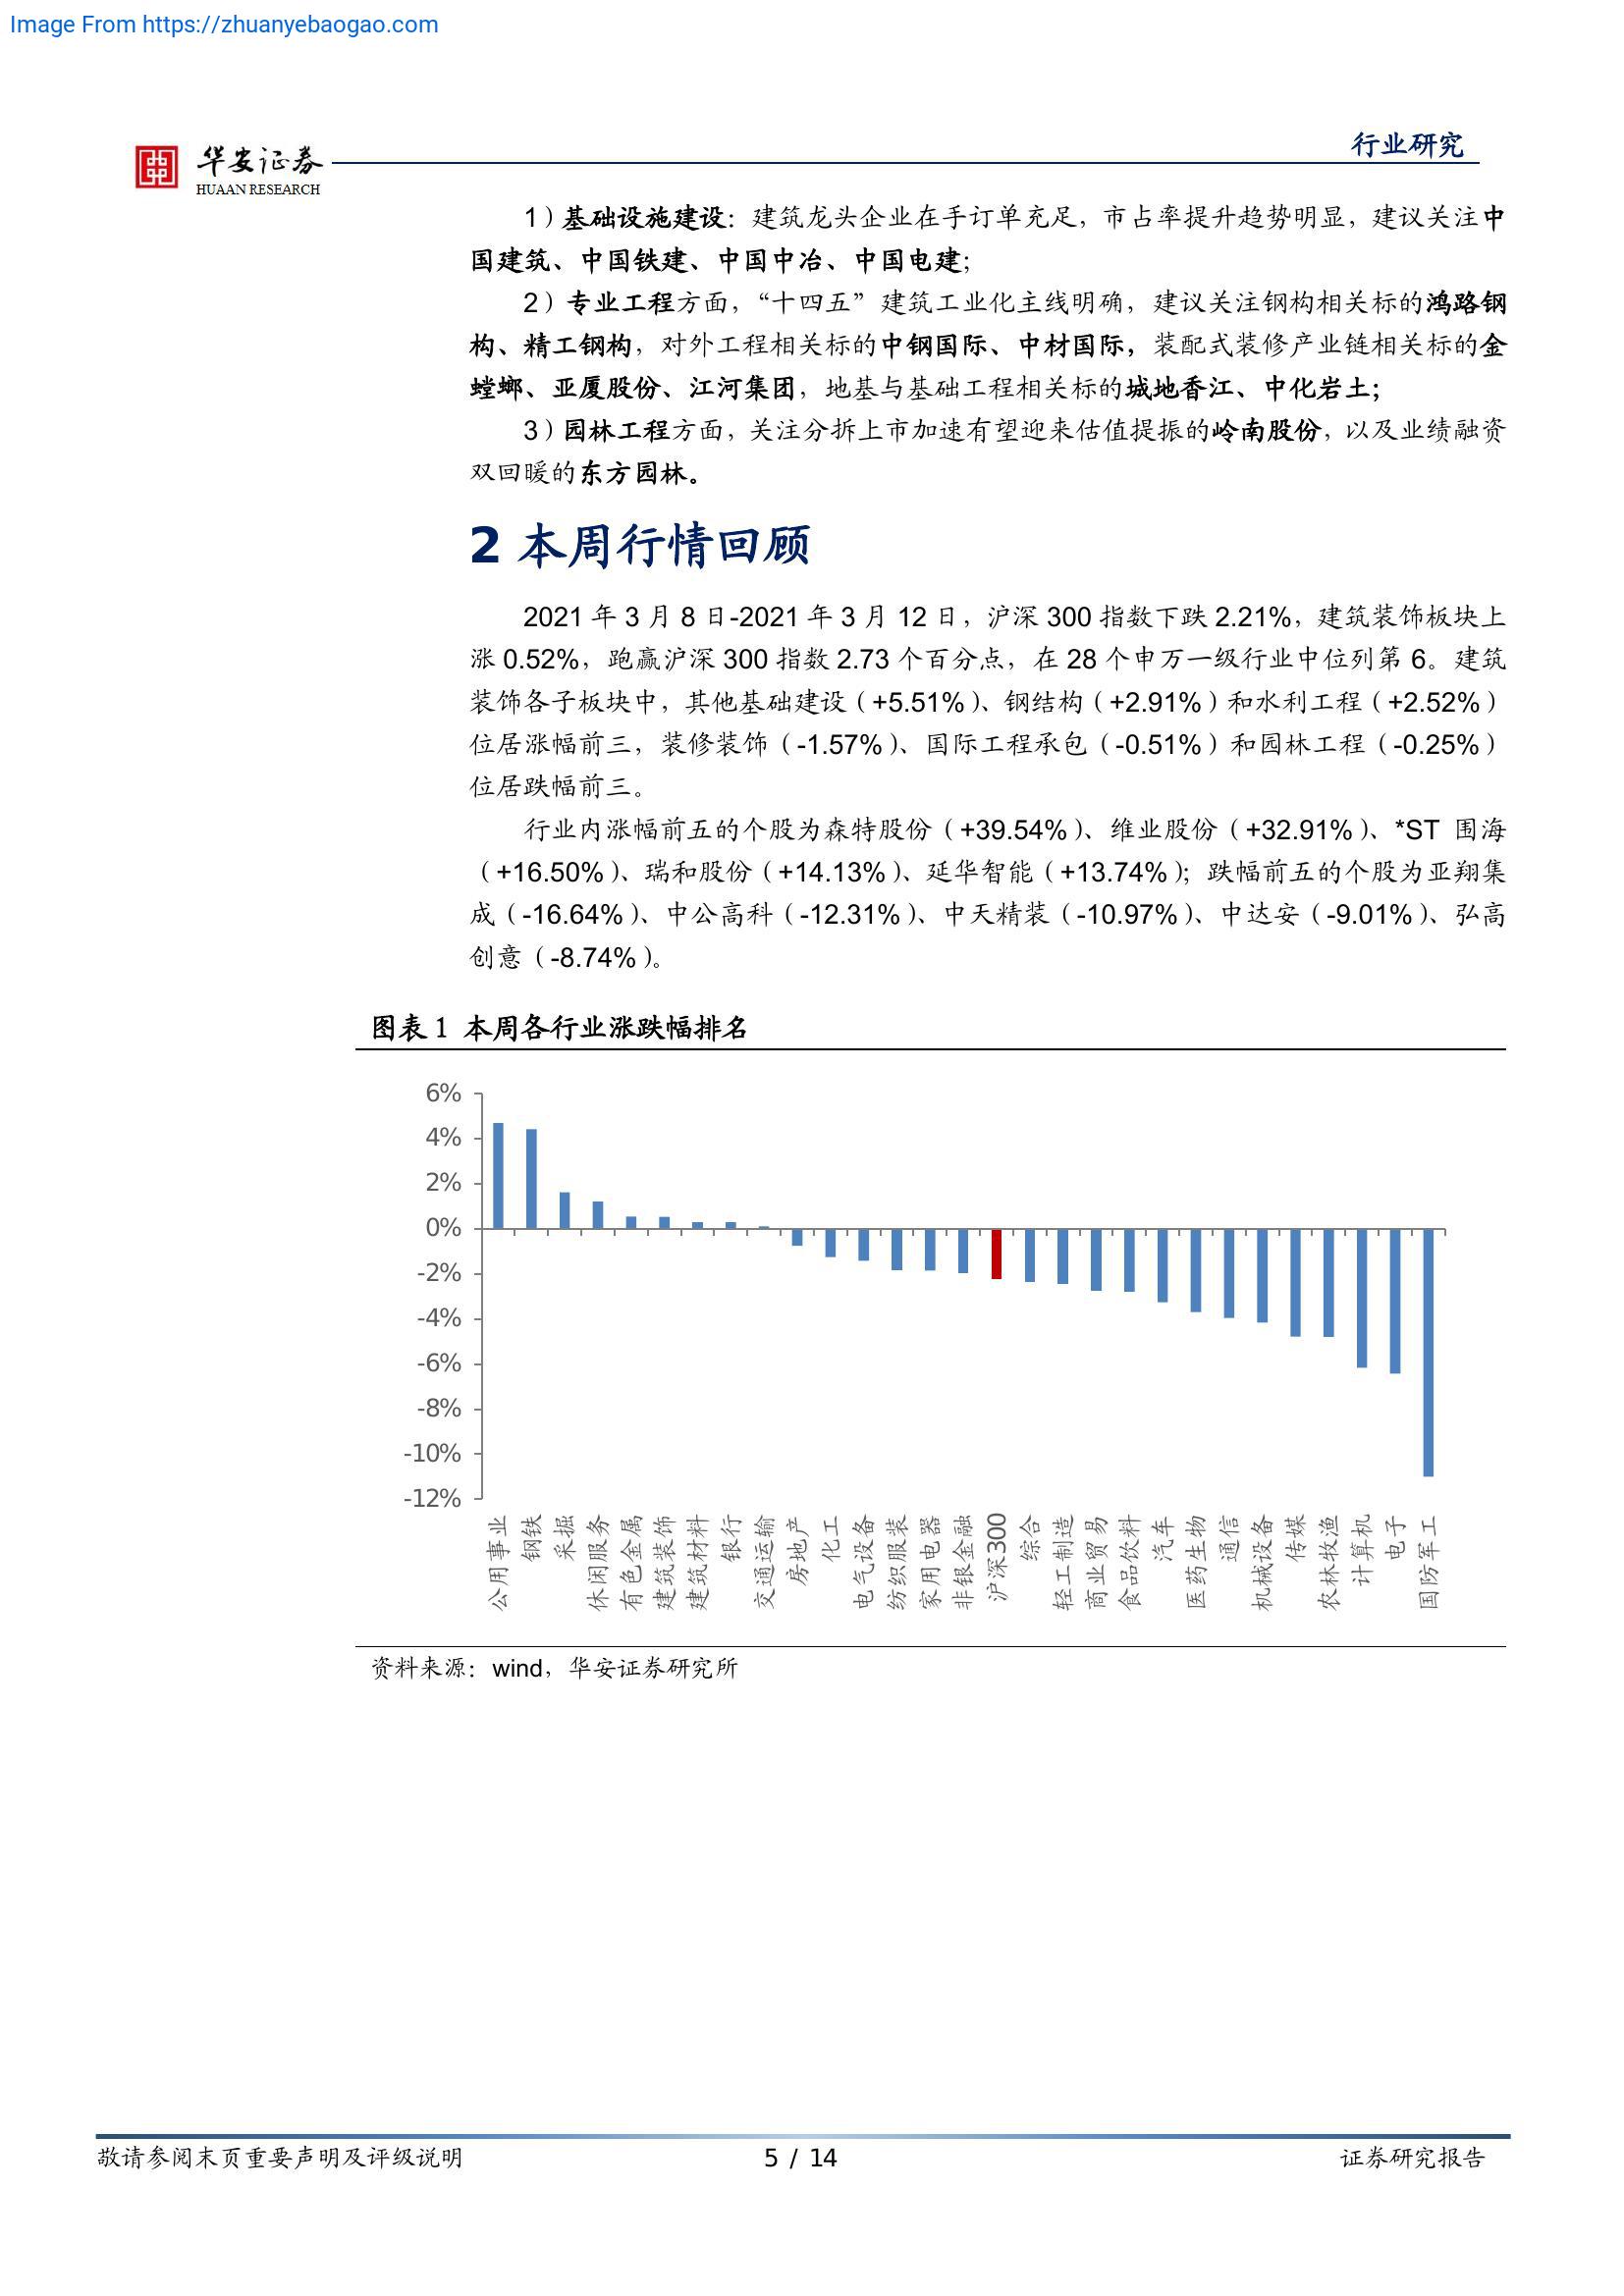 Image From https://zhuanyebaogao.com
华安证券
HUAAN RESEARCH
行业研究
1）基础设施建设：建筑龙头企业在手订单充足，市占率提升趋势明显，建议关注中
国建筑、中国铁建、中国中冶、中国电建；
2）专业工程方面，“十四五”建筑工业化主线明确，建议关注钢构相关标的鸿路钢
构、精工钢构，对外工程相关标的中钢国际、中材国际，装配式装修产业链相关标的金
螳螂、亚厦股份、江河集团，地基与基础工程相关标的城地香江、中化岩土；
3）园林工程方面，关注分拆上市加速有望迎来估值提振的岭南股份，以及业绩融资
双回暖的东方园林。
2 本周行情回顾
2021 年 3 月 8 日-2021 年 3 月 12 日，沪深 300 指数下跌 2.21%，建筑装饰板块上
涨 0.52%，跑赢沪深 300 指数 2.73 个百分点，在 28 个申万一级行业中位列第 6。建筑
装饰各子板块中，其他基础建设（+5.51%）、钢结构（+2.91%）和水利工程（+2.52%）
位居涨幅前三，装修装饰（-1.57%）、国际工程承包（-0.51%）和园林工程（-0.25%）
位居跌幅前三。
行业内涨幅前五的个股为森特股份（+39.54%）、维业股份（+32.91%）、*ST 围海
（+16.50%）、瑞和股份（+14.13%）、延华智能（+13.74%）；跌幅前五的个股为亚翔集
成（-16.64%）、中公高科（-12.31%）、中天精装（-10.97%）、中达安（-9.01%）、弘高
创意（-8.74%）。
图表 1 本周各行业涨跌幅排名
6%
4%
2%
0%
-2%
-4%
-6%
-8%
-10%
-12%
公用事业
钢铁
采掘
休闲服务
有色金属
建筑装饰
建筑材料
银行
交通运输
房地产
化工
电气设备
纺织服装
家用电器
非银金融
沪深300
综合
轻工制造
商业贸易
食品饮料
汽车
医药生物
通信
机械设备
传媒
农林牧渔
计算机
电子
国防军工
资料来源：wind，华安证券研究所
敬请参阅末页重要声明及评级说明
5 / 14
证券研究报告